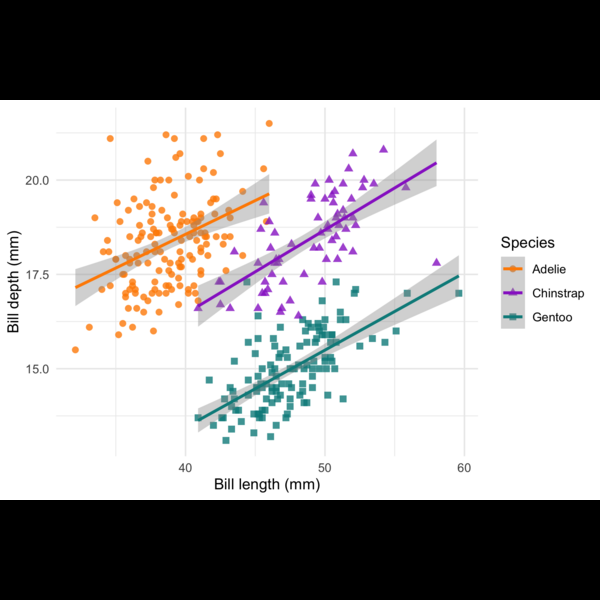 20.0
17.5
15.0
Bill depth (mm)
40
50
60
Bill length (mm)
Species
Adelie
Chinstrap
Gentoo